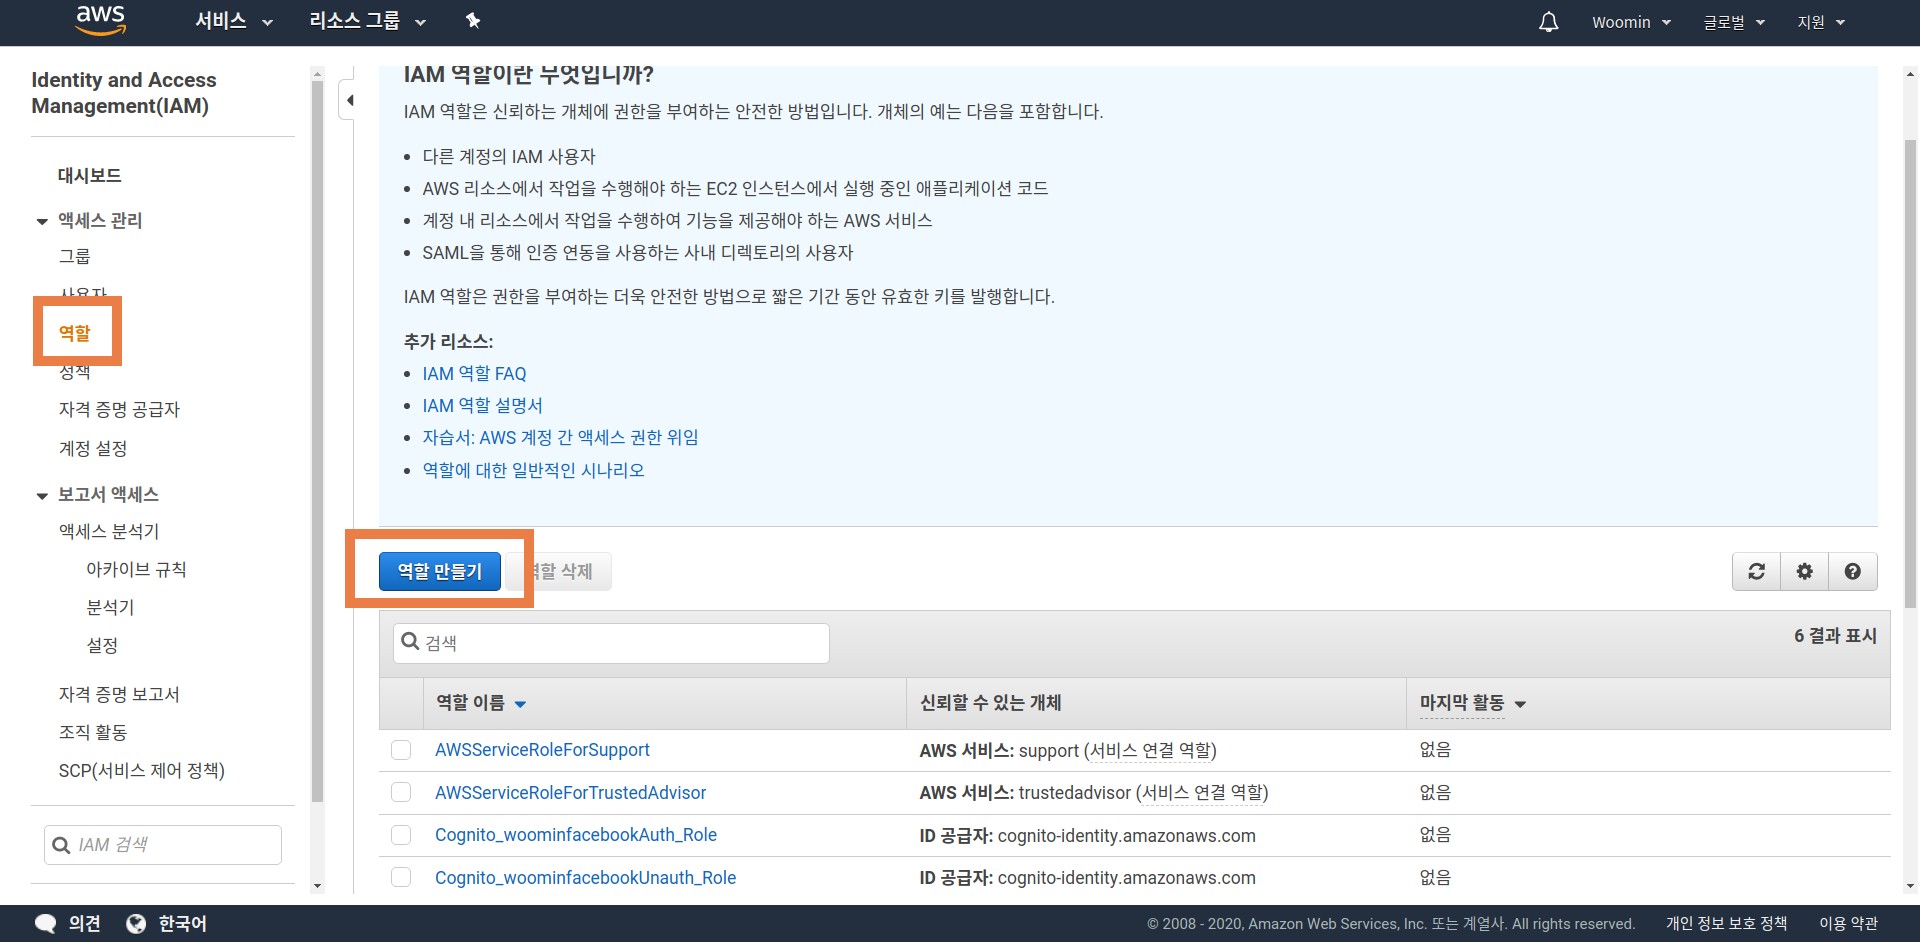 aws 서비스 리소스 그룹 Woomin 글로벌 지원
Identity and Access
Management(IAM)
대시보드
액세스 관리
그룹
사용자
역할
정책
자격 증명 공급자
계정 설정
보고서 액세스
액세스 분석기
아카이브 규칙
분석기
설정
자격 증명 보고서
조직 활동
SCP(서비스 제어 정책)
IAM 검색
IAM 역할이란 무엇입니까?
IAM 역할은 신뢰하는 개체에 권한을 부여하는 안전한 방법입니다. 개체의 예는 다음을 포함합니다.
• 다른 계정의 IAM 사용자
• AWS 리소스에서 작업을 수행해야 하는 EC2 인스턴스에서 실행 중인 애플리케이션 코드
• 계정 내 리소스에서 작업을 수행하여 기능을 제공해야 하는 AWS 서비스
• SAML을 통해 인증 연동을 사용하는 사내 디렉토리의 사용자
IAM 역할은 권한을 부여하는 더욱 안전한 방법으로 짧은 기간 동안 유효한 키를 발행합니다.
추가 리소스:
• IAM 역할 FAQ
• IAM 역할 설명서
• 자습서: AWS 계정 간 액세스 권한 위임
• 역할에 대한 일반적인 시나리오
역할 만들기 역할 삭제
검색 6 결과 표시
역할 이름 신뢰할 수 있는 개체 마지막 활동
AWSServiceRoleForSupport AWS 서비스: support (서비스 연결 역할) 없음
AWSServiceRoleForTrustedAdvisor AWS 서비스: trustedadvisor (서비스 연결 역할) 없음
Cognito_woominfacebookAuth_Role ID 공급자: cognito-identity.amazonaws.com 없음
Cognito_woominfacebookUnauth_Role ID 공급자: cognito-identity.amazonaws.com 없음
의견 한국어 © 2008 - 2020, Amazon Web Services, Inc. 또는 계열사. All rights reserved. 개인 정보 보호 정책 이용 약관